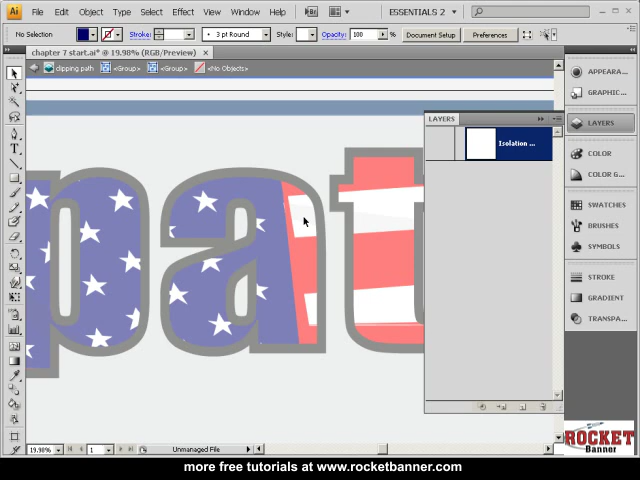 Ai File Edit Object Type Select Effect View Window Help Br ESSENTIALS 2
No Selection Stroke: 3 pt Round Style: Opacity: 100 % Document Setup Preferences
chapter 7 start.ai* @ 19.98% (RGB/Preview) ×
clipping path <Group> <Group> <No Objects>
LAYERS
Isolation ...
pat
APPEARA...
GRAPHIC...
LAYERS
COLOR
COLOR G...
SWATCHES
BRUSHES
SYMBOLS
STROKE
GRADIENT
TRANSPA...
19.98% 1 Unmanaged File
ROCKET
Banner
more free tutorials at www.rocketbanner.com